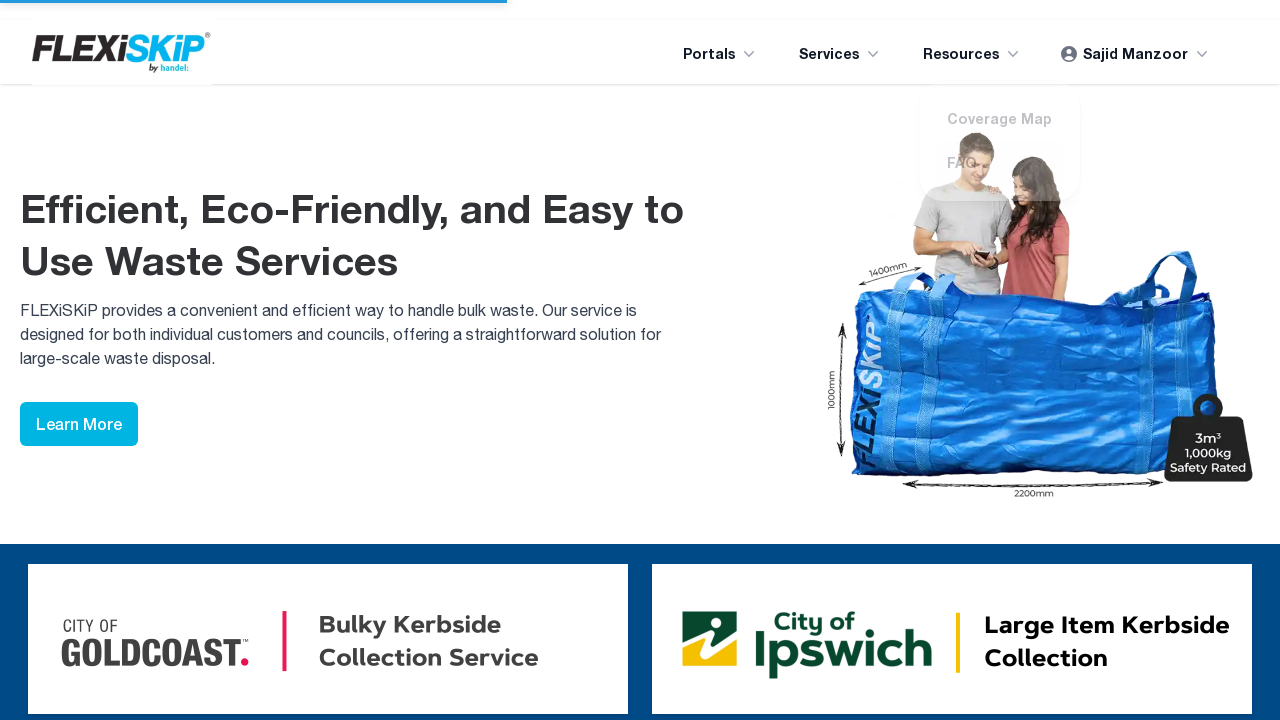 FLEXiSKiP®
by handel:
Portals
Services
Resources
Sajid Manzoor
Coverage Map
FAQ
Efficient, Eco-Friendly, and Easy to
Use Waste Services
FLEXiSKiP provides a convenient and efficient way to handle bulk waste. Our service is
designed for both individual customers and councils, offering a straightforward solution for
large-scale waste disposal.
Learn More
1400mm
1000mm
FLEXiSKiP
3m³
1,000kg
Safety Rated
2200mm
CITY OF
GOLDCOAST.™
Bulky Kerbside
Collection Service
City of
Ipswich
Large Item Kerbside
Collection